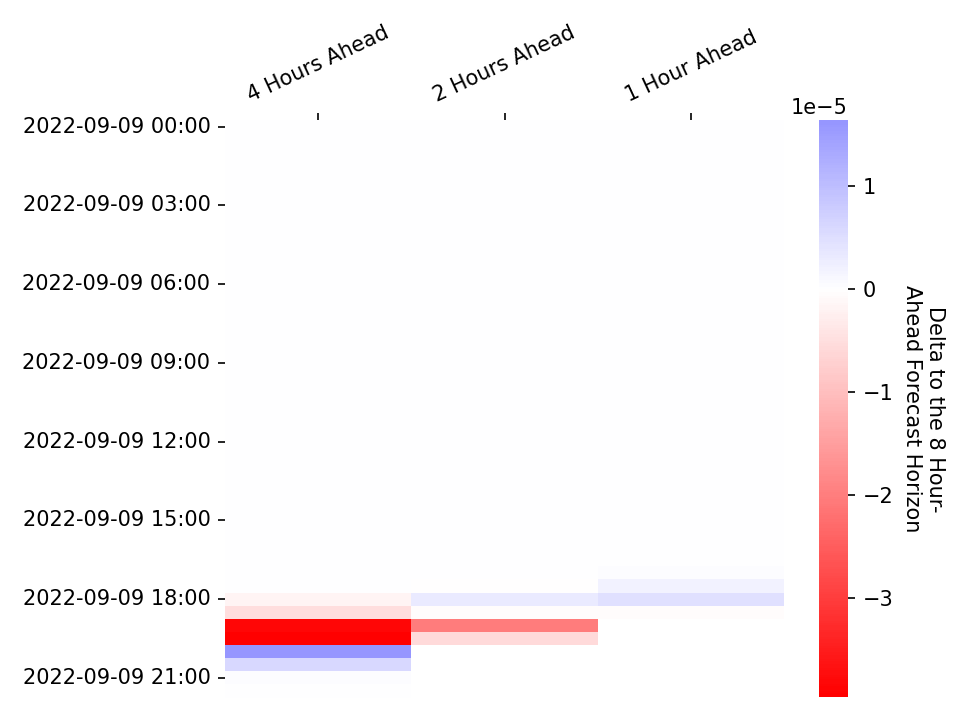 4 Hours Ahead
2 Hours Ahead
1 Hour Ahead
1e−5
2022-09-09 00:00
2022-09-09 03:00
2022-09-09 06:00
2022-09-09 09:00
2022-09-09 12:00
2022-09-09 15:00
2022-09-09 18:00
2022-09-09 21:00
1
0
−1
−2
−3
Delta to the 8 Hour-
Ahead Forecast Horizon